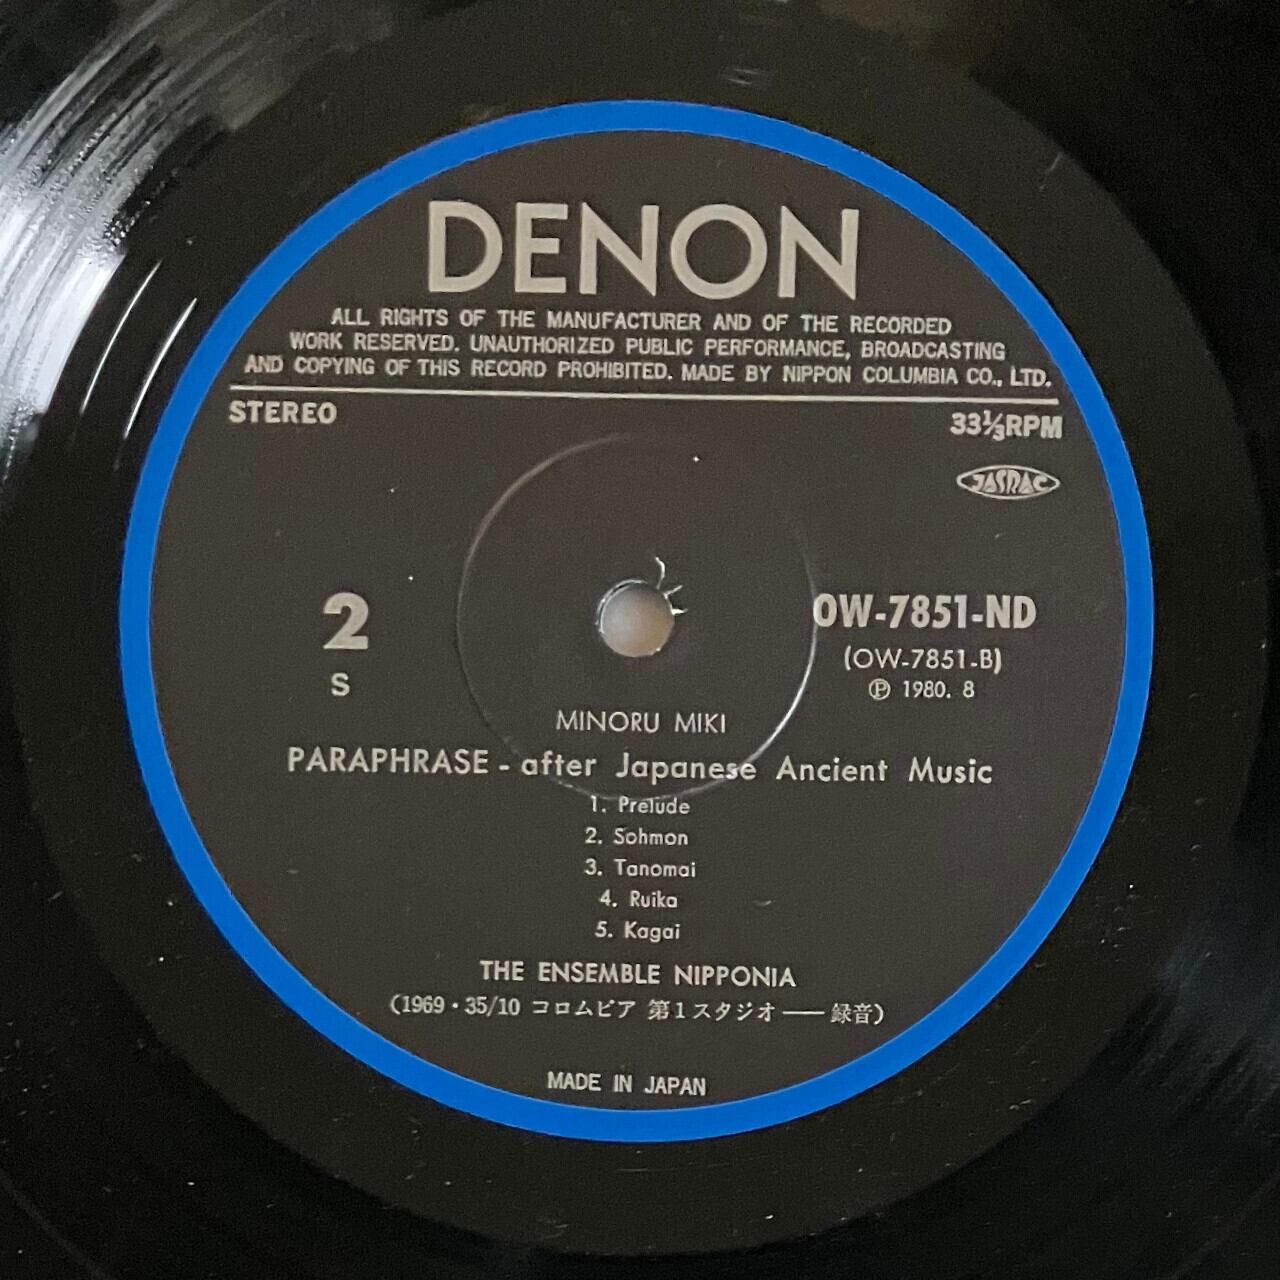 DENON
ALL RIGHTS OF THE MANUFACTURER AND OF THE RECORDED
WORK RESERVED. UNAUTHORIZED PUBLIC PERFORMANCE, BROADCASTING
AND COPYING OF THIS RECORD PROHIBITED. MADE BY NIPPON COLUMBIA CO., LTD.
STEREO
33⅓RPM
JASRAC
2
S
OW-7851-ND
(OW-7851-B)
Ⓟ 1980. 8
MINORU MIKI
PARAPHRASE - after Japanese Ancient Music
1. Prelude
2. Sohmon
3. Tanomai
4. Ruika
5. Kagai
THE ENSEMBLE NIPPONIA
(1969・35/10 コロムビア 第1スタジオ——録音)
MADE IN JAPAN